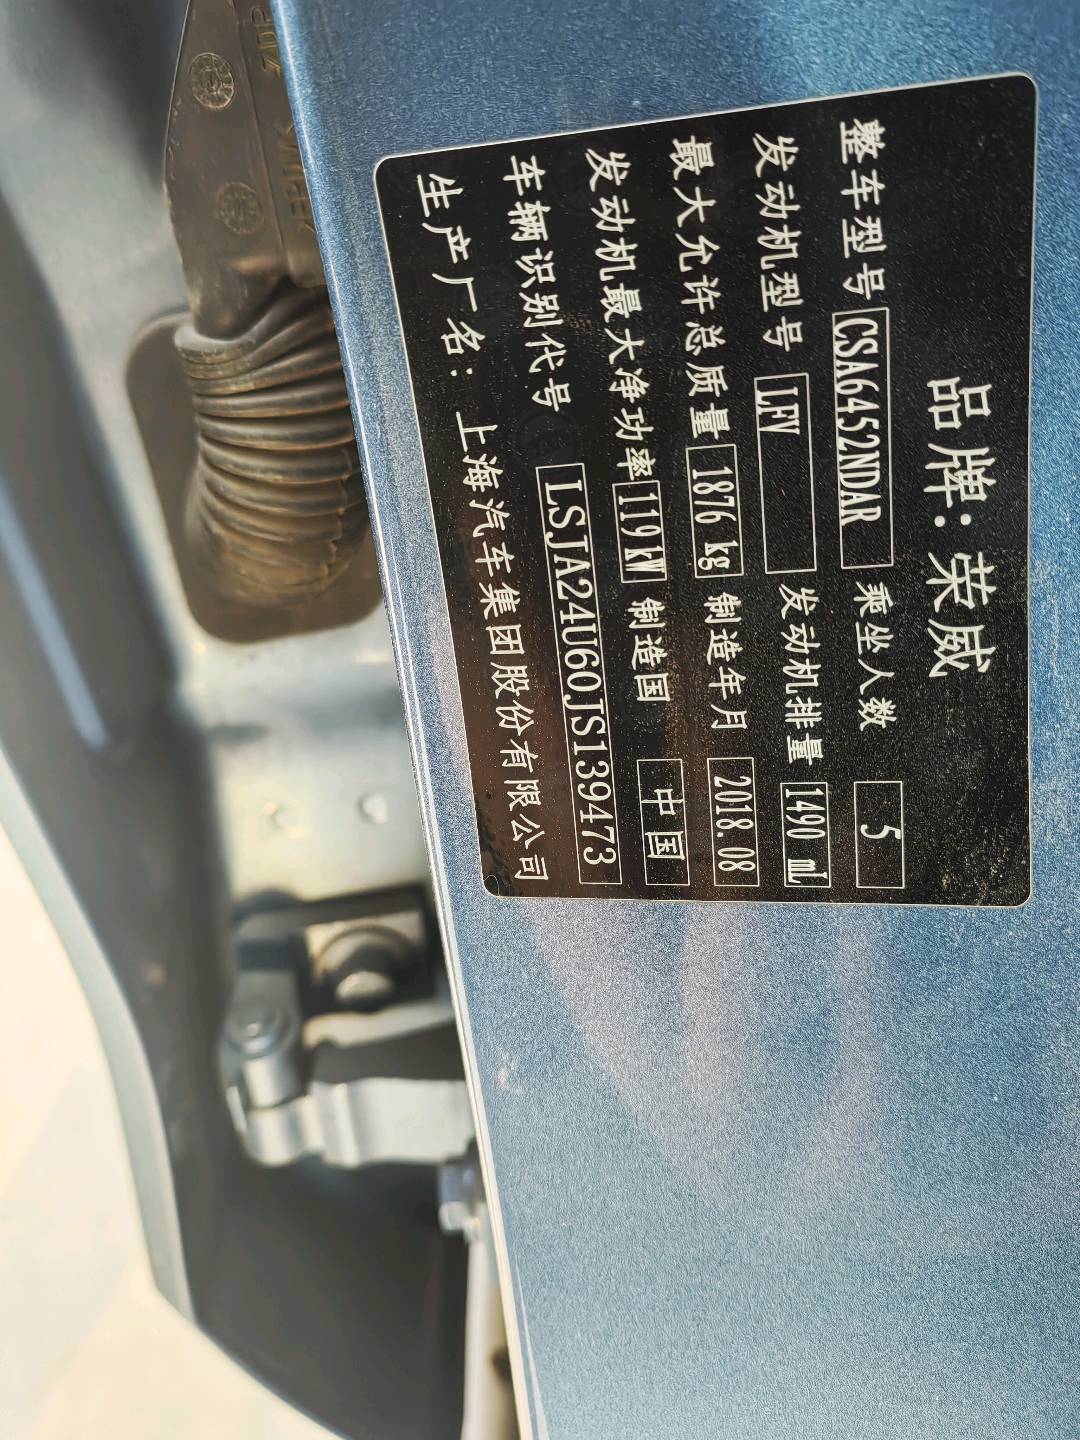 品牌: 荣威
整车型号 CSA6452NDAR 乘坐人数 5
发动机型号 LFV 发动机排量 1490 ml
最大允许总质量 1876 kg 制造年月 2018.08
发动机最大净功率 119 kW 制造国 中国
车辆识别代号 LSJA24U60JS139473
生产厂名: 上海汽车集团股份有限公司